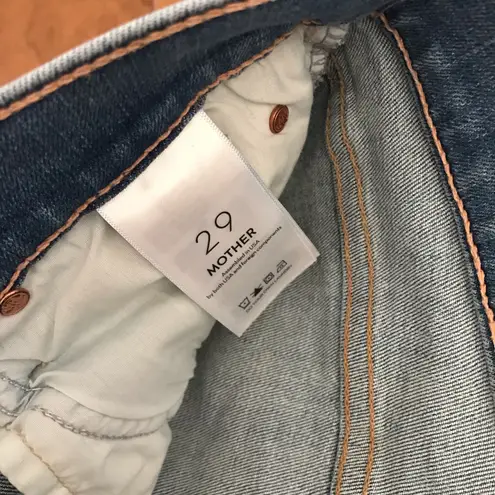 29
MOTHER
Assembled in USA
by both USA and foreign components